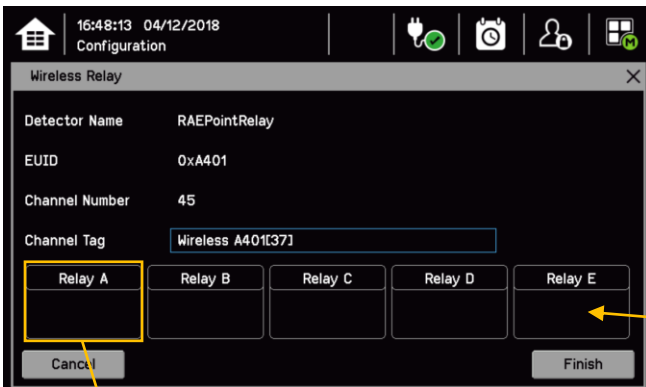 16:48:13 04/12/2018
Configuration
M
Wireless Relay
Detector Name RAEPointRelay
EUID 0xA401
Channel Number 45
Channel Tag Wireless A401[37]
Relay A Relay B Relay C Relay D Relay E
Cancel Finish